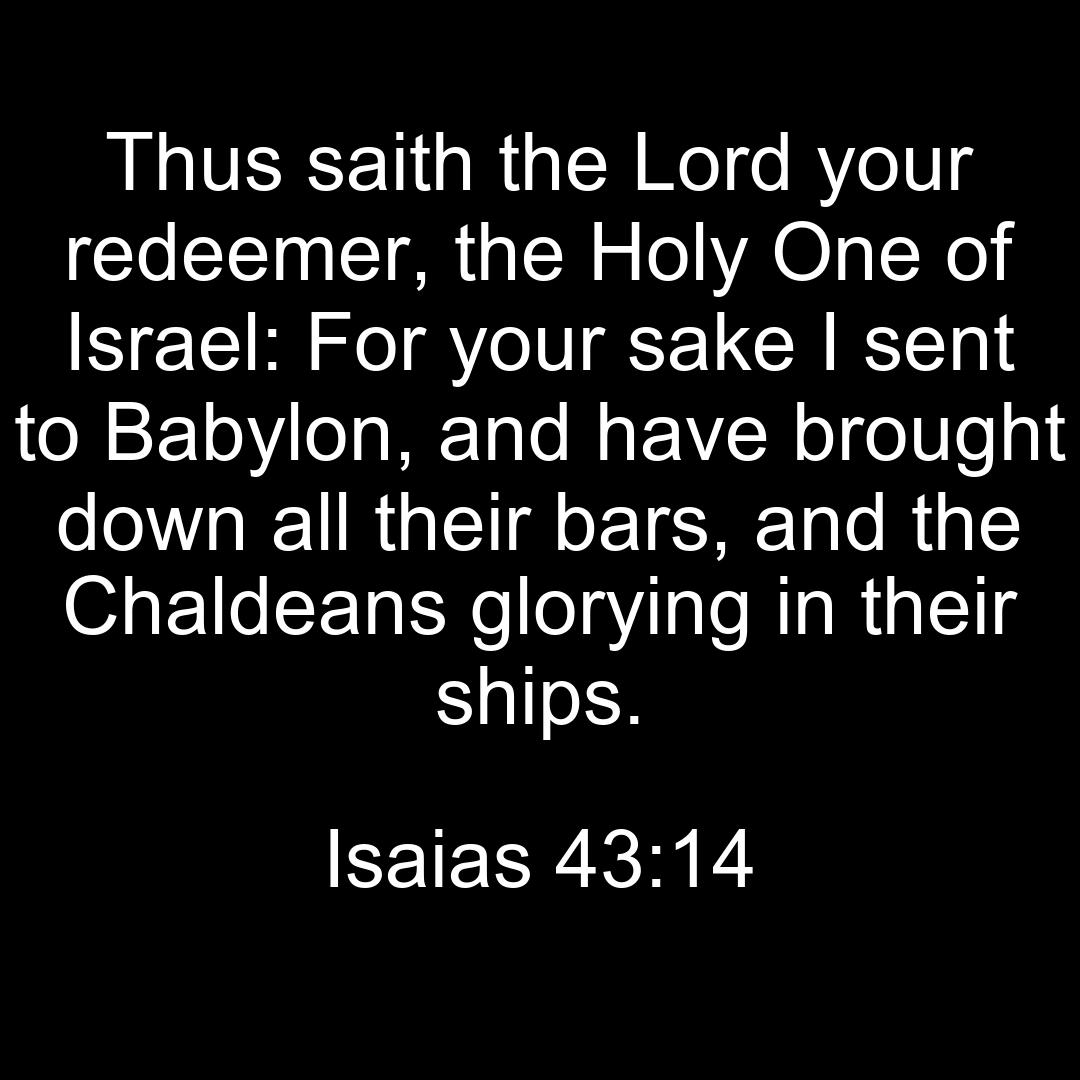 Thus saith the Lord your
redeemer, the Holy One of
Israel: For your sake I sent
to Babylon, and have brought
down all their bars, and the
Chaldeans glorying in their
ships.
Isaias 43:14